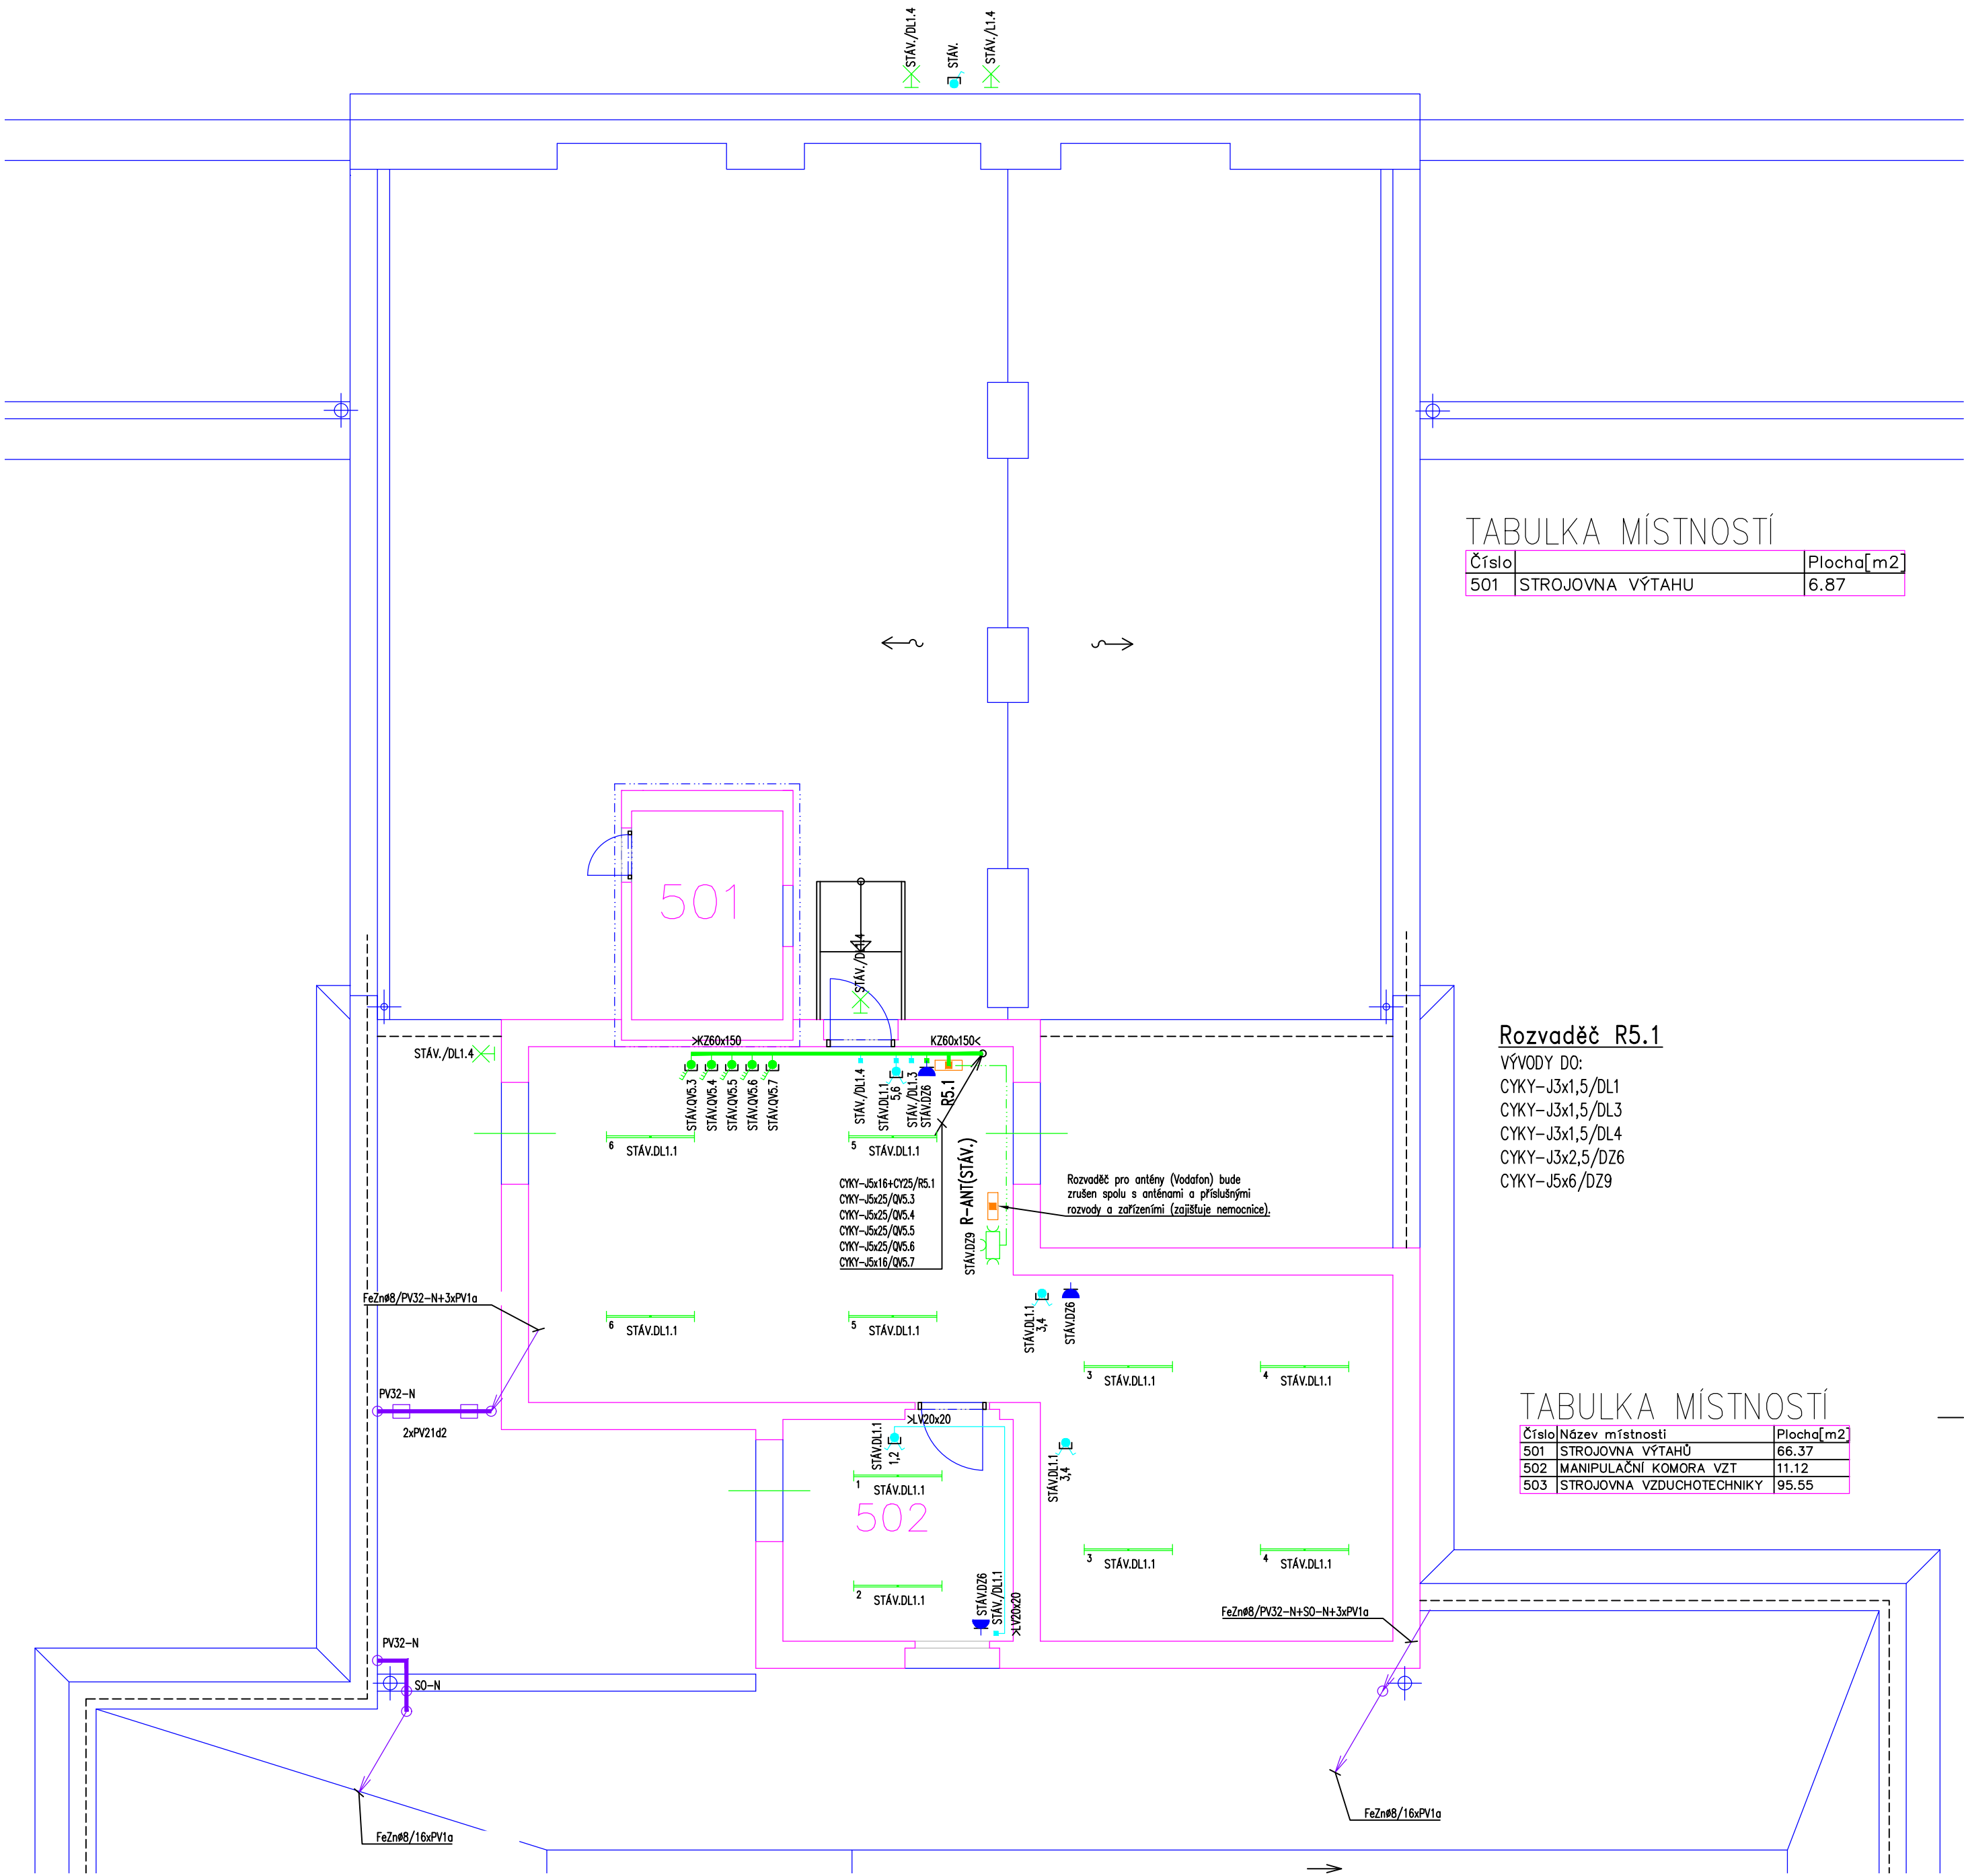 STÁV./DL1.4
STÁV.
STÁV./L1.4
TABULKA MÍSTNOSTÍ
Číslo Plocha[m2]
501 STROJOVNA VÝTAHU 6.87
501
STÁV./DL1.4
>KZ60x150
KZ60x150<
STÁV./DL1.4
STÁV.QV5.3
STÁV.QV5.4
STÁV.QV5.5
STÁV.QV5.6
STÁV.QV5.7
STÁV./DL1.4
STÁV.DL1.1
5,6
STÁV./DL1.3
STÁV.DZ6
R5.1
Rozvaděč R5.1
VÝVODY DO:
CYKY-J3x1,5/DL1
CYKY-J3x1,5/DL3
CYKY-J3x1,5/DL4
CYKY-J3x2,5/DZ6
CYKY-J5x6/DZ9
6 STÁV.DL1.1
5 STÁV.DL1.1
CYKY-J5x16+CY25/R5.1
CYKY-J5x25/QV5.3
CYKY-J5x25/QV5.4
CYKY-J5x25/QV5.5
CYKY-J5x25/QV5.6
CYKY-J5x16/QV5.7
R-ANT(STÁV.)
STÁV.DZ9
Rozvaděč pro antény (Vodafon) bude
zrušen spolu s anténami a příslušnými
rozvody a zařízeními (zajišťuje nemocnice).
FeZnø8/PV32-N+3xPV1a
6 STÁV.DL1.1
5 STÁV.DL1.1
STÁV.DL1.1
3,4
STÁV.DZ6
3 STÁV.DL1.1
4 STÁV.DL1.1
PV32-N
2xPV21d2
>LV20x20
STÁV.DL1.1
1,2
STÁV.DL1.1
3,4
TABULKA MÍSTNOSTÍ
Číslo Název místnosti Plocha[m2]
501 STROJOVNA VÝTAHŮ 66.37
502 MANIPULAČNÍ KOMORA VZT 11.12
503 STROJOVNA VZDUCHOTECHNIKY 95.55
1 STÁV.DL1.1
502
3 STÁV.DL1.1
4 STÁV.DL1.1
2 STÁV.DL1.1
STÁV.DZ6
STÁV./DL1.1
>LV20x20
FeZnø8/PV32-N+SO-N+3xPV1a
PV32-N
SO-N
FeZnø8/16xPV1a
FeZnø8/16xPV1a